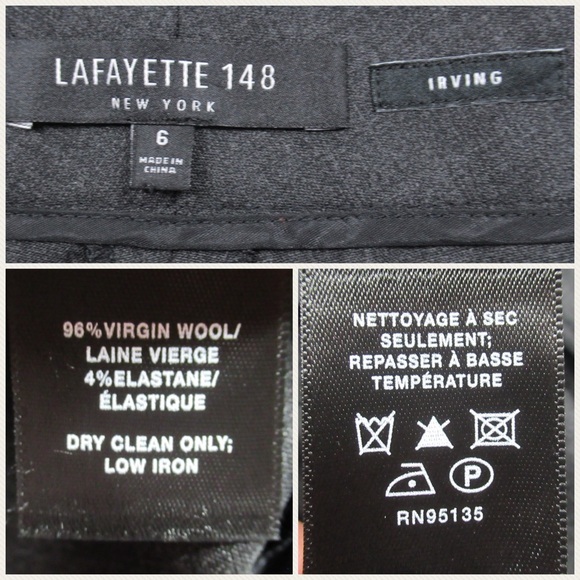 LAFAYETTE 148
NEW YORK
IRVING
6
MADE IN
CHINA
96% VIRGIN WOOL/
LAINE VIERGE
4% ELASTANE/
ÉLASTIQUE
DRY CLEAN ONLY;
LOW IRON
NETTOYAGE À SEC
SEULEMENT;
REPASSER À BASSE
TEMPÉRATURE
P
RN95135